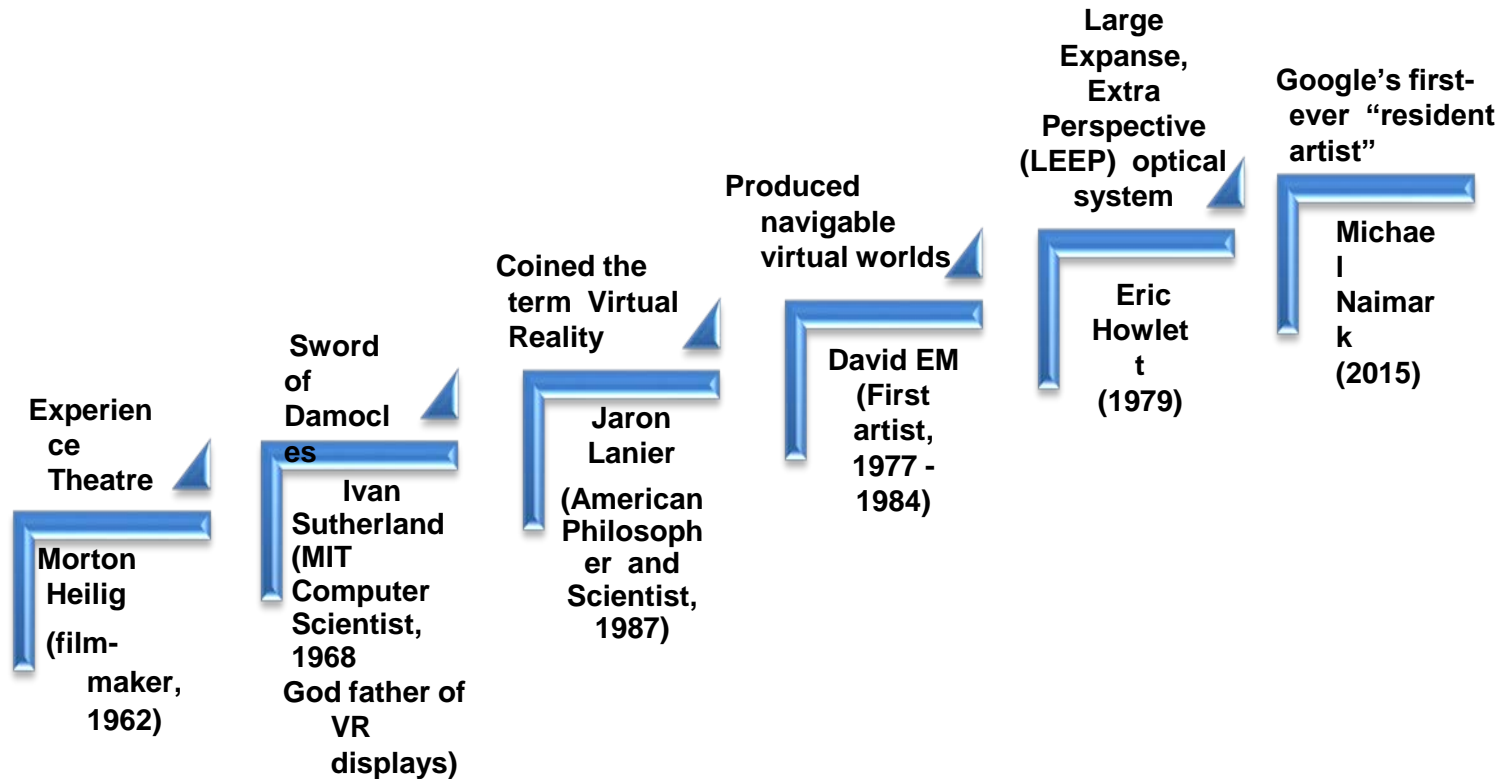 Experien
ce
Theatre
Morton
Heilig
(film-
maker,
1962)
Sword
of
Damocl
es
Ivan
Sutherland
(MIT
Computer
Scientist,
1968
God father of
VR
displays)
Coined the
term Virtual
Reality
Jaron
Lanier
(American
Philosoph
er and
Scientist,
1987)
Produced
navigable
virtual worlds
David EM
(First
artist,
1977 -
1984)
Large
Expanse,
Extra
Perspective
(LEEP) optical
system
Eric
Howlet
t
(1979)
Google’s first-
ever “resident
artist”
Michae
l
Naimar
k
(2015)